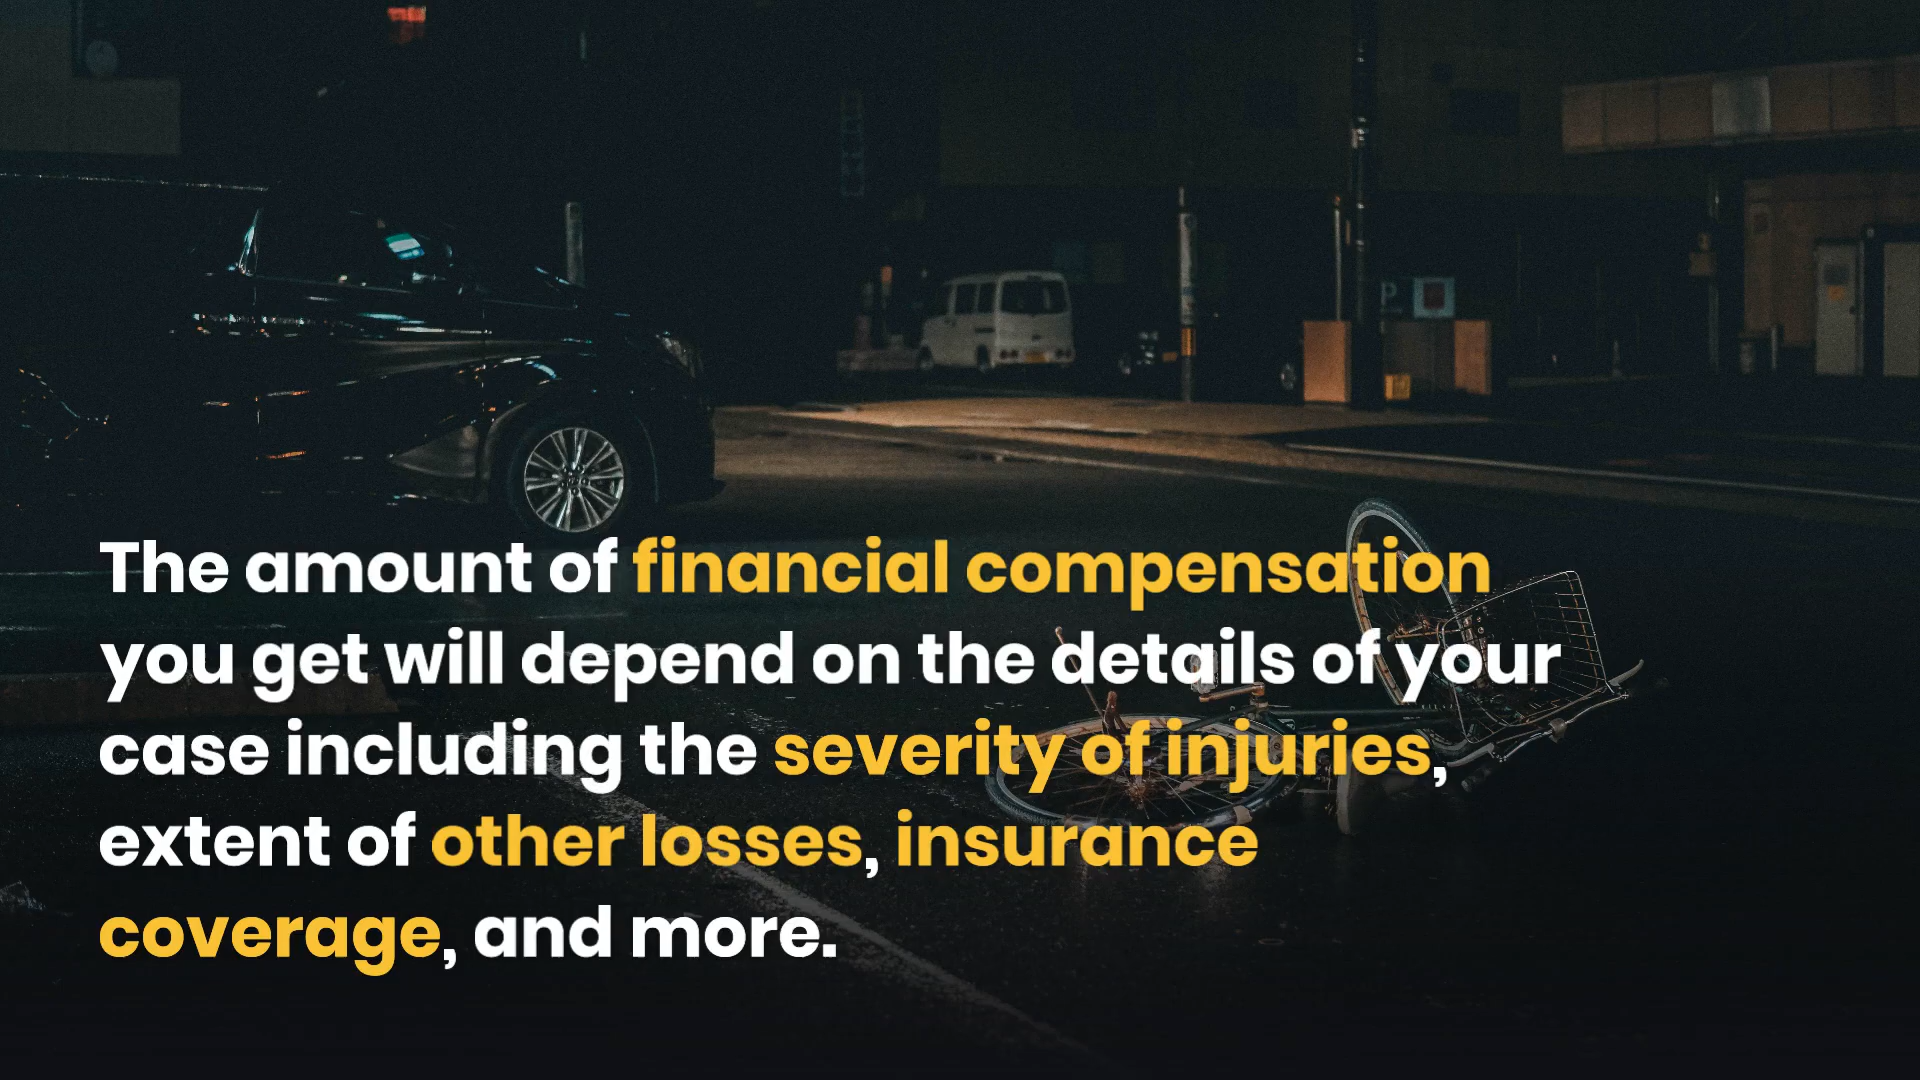 P
The amount of financial compensation
you get will depend on the details of your
case including the severity of injuries,
extent of other losses, insurance
coverage, and more.